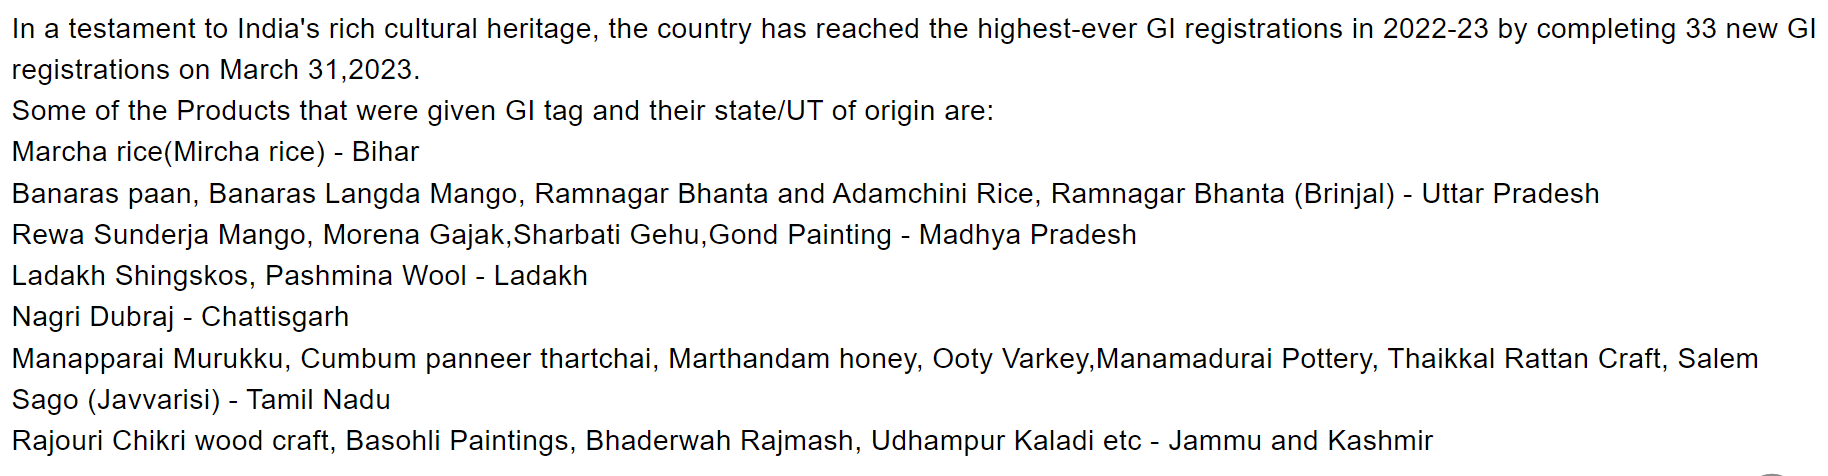 In a testament to India's rich cultural heritage, the country has reached the highest-ever GI registrations in 2022-23 by completing 33 new GI
registrations on March 31,2023.
Some of the Products that were given GI tag and their state/UT of origin are:
Marcha rice(Mircha rice) - Bihar
Banaras paan, Banaras Langda Mango, Ramnagar Bhanta and Adamchini Rice, Ramnagar Bhanta (Brinjal) - Uttar Pradesh
Rewa Sunderja Mango, Morena Gajak,Sharbati Gehu,Gond Painting - Madhya Pradesh
Ladakh Shingskos, Pashmina Wool - Ladakh
Nagri Dubraj - Chattisgarh
Manapparai Murukku, Cumbum panneer thartchai, Marthandam honey, Ooty Varkey,Manamadurai Pottery, Thaikkal Rattan Craft, Salem
Sago (Javvarisi) - Tamil Nadu
Rajouri Chikri wood craft, Basohli Paintings, Bhaderwah Rajmash, Udhampur Kaladi etc - Jammu and Kashmir